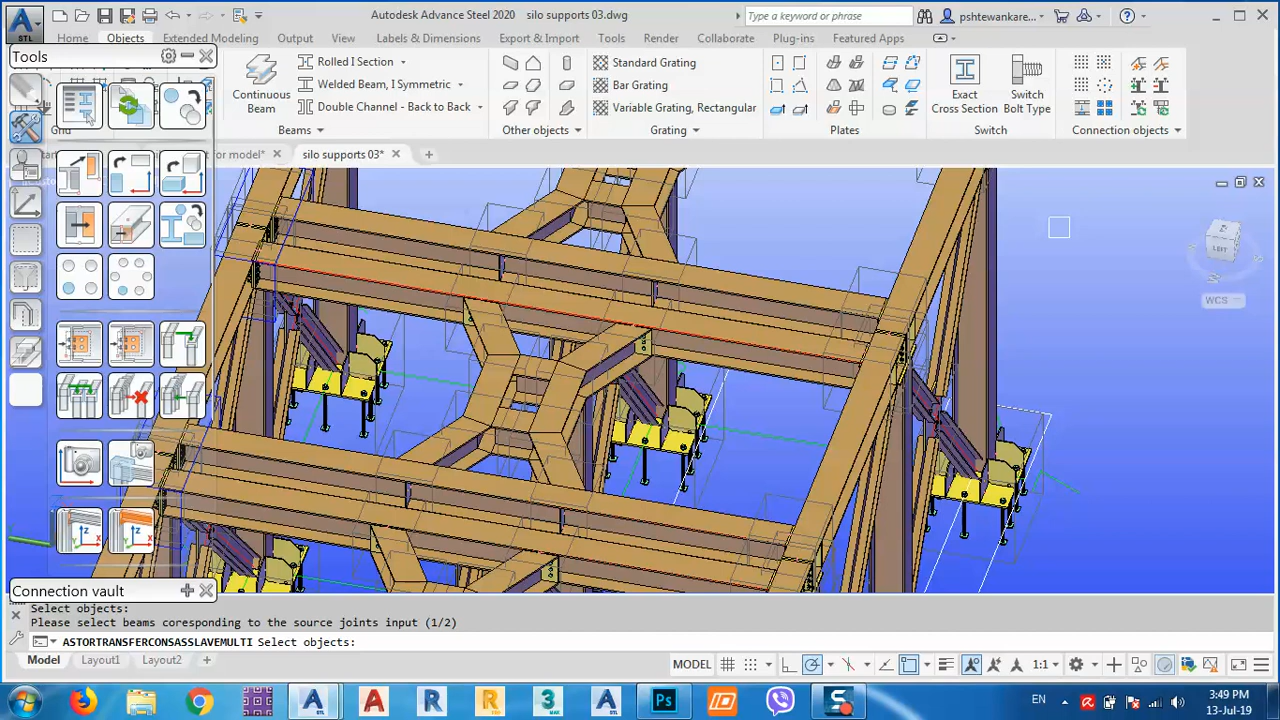 STL
Autodesk Advance Steel 2020 silo supports 03.dwg
Type a keyword or phrase
pshtewankare...
Home Objects Extended Modeling Output View Labels & Dimensions Export & Import Tools Render Collaborate Plug-ins Featured Apps
Tools
Continuous
Beam
Rolled I Section
Welded Beam, I Symmetric
Double Channel - Back to Back
Standard Grating
Bar Grating
Variable Grating, Rectangular
Exact
Cross Section
Switch
Bolt Type
Grid
Beams
Other objects
Grating
Plates
Switch
Connection objects
for model*
silo supports 03*
LEFT
WCS
Connection vault
Select objects:
Please select beams coresponding to the source joints input (1/2)
ASTORTRANSFERCONSASSLAVEMULTI Select objects:
Model Layout1 Layout2
MODEL
1:1
EN
3:49 PM
13-Jul-19